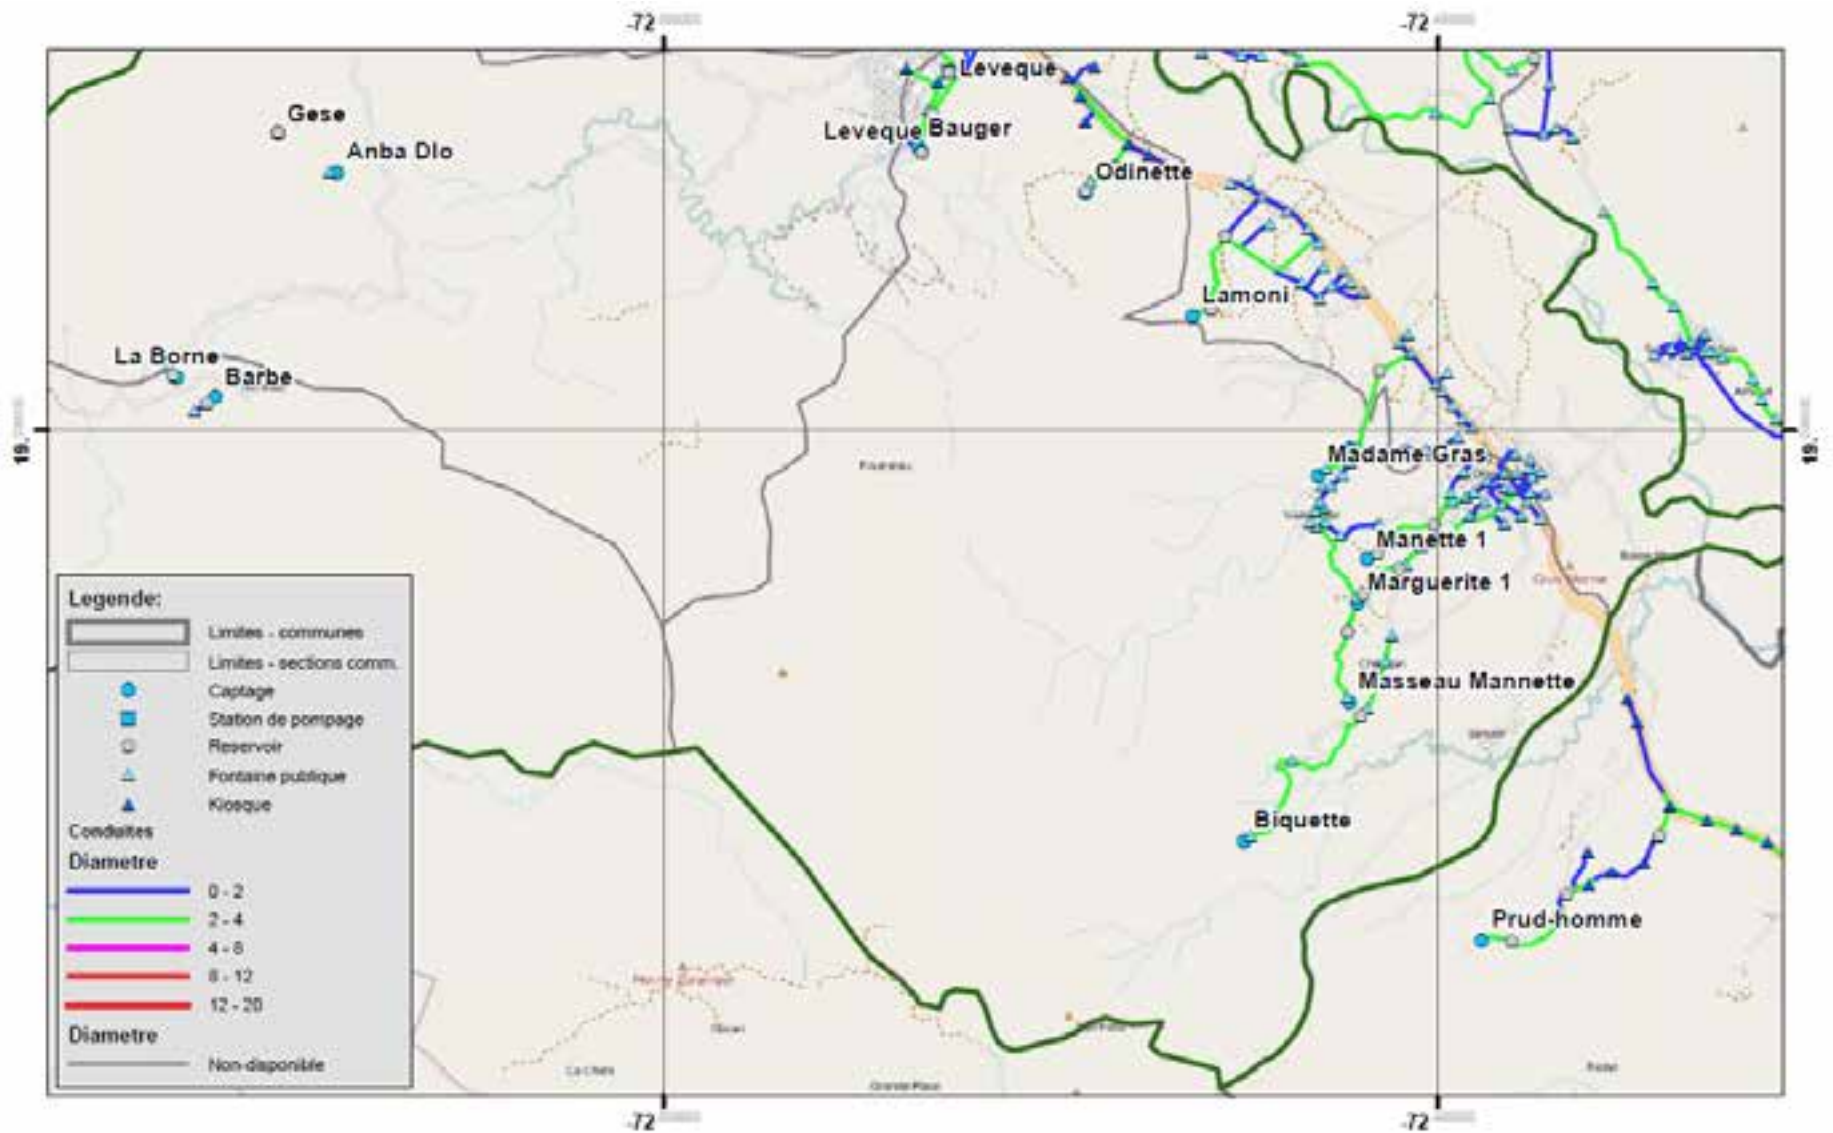 -72
-72
Leveque
Gese
Leveque Bauger
Anba Dlo
Odinette
Lamoni
La Borne
Barbe
19.
19.
Madame Gras
Manette 1
Marguerite 1
Masseau Mannette
Biquette
Prud-homme
Legende:
Limites - communes
Limites - sections comm.
Captage
Station de pompage
Reservoir
Fontaine publique
Kiosque
Conduites
Diametre
0 - 2
2 - 4
4 - 8
8 - 12
12 - 20
Diametre
Non-disponible
Grande Place
-72
-72